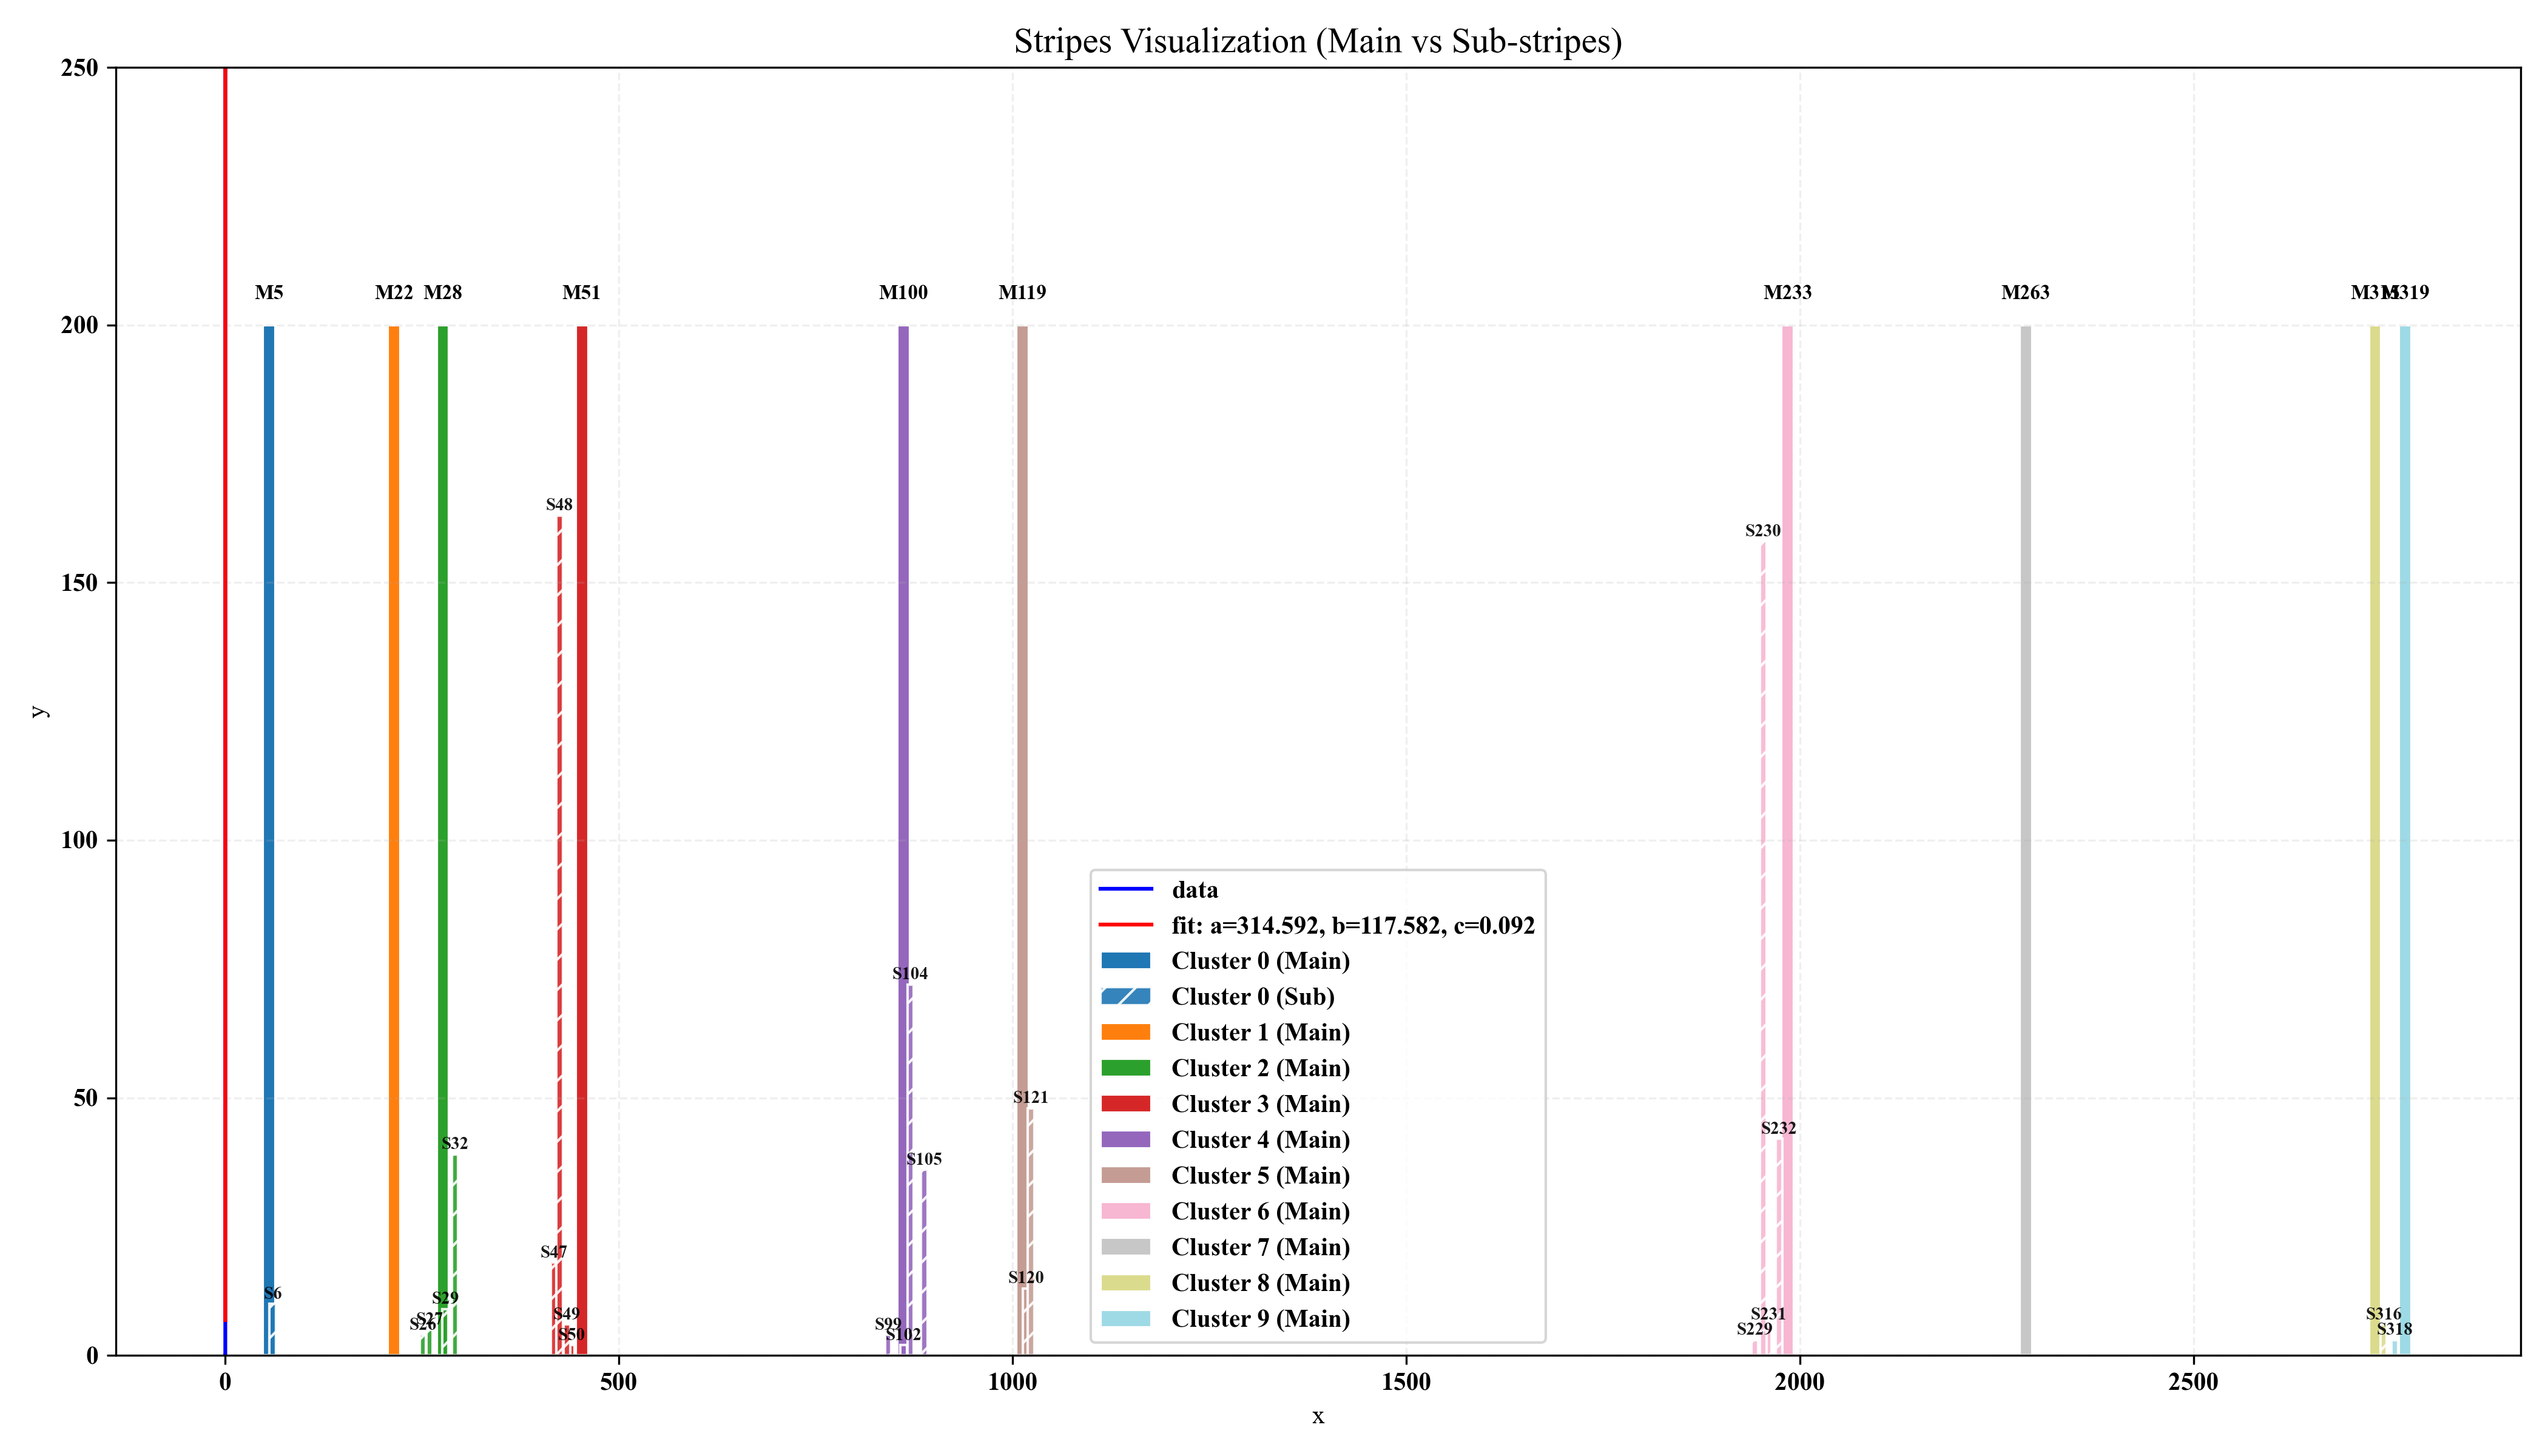 Stripes Visualization (Main vs Sub-stripes)
250
200
150
100
50
0
y
M5
M22
M28
M51
M100
M119
M233
M263
M319
S48
S230
S104
S121
S32
S232
S105
S47
S120
S6
S29
S27
S26
S49
S50
S99
S102
S231
S229
S316
S318
data
fit: a=314.592, b=117.582, c=0.092
Cluster 0 (Main)
Cluster 0 (Sub)
Cluster 1 (Main)
Cluster 2 (Main)
Cluster 3 (Main)
Cluster 4 (Main)
Cluster 5 (Main)
Cluster 6 (Main)
Cluster 7 (Main)
Cluster 8 (Main)
Cluster 9 (Main)
0
500
1000
1500
2000
2500
x